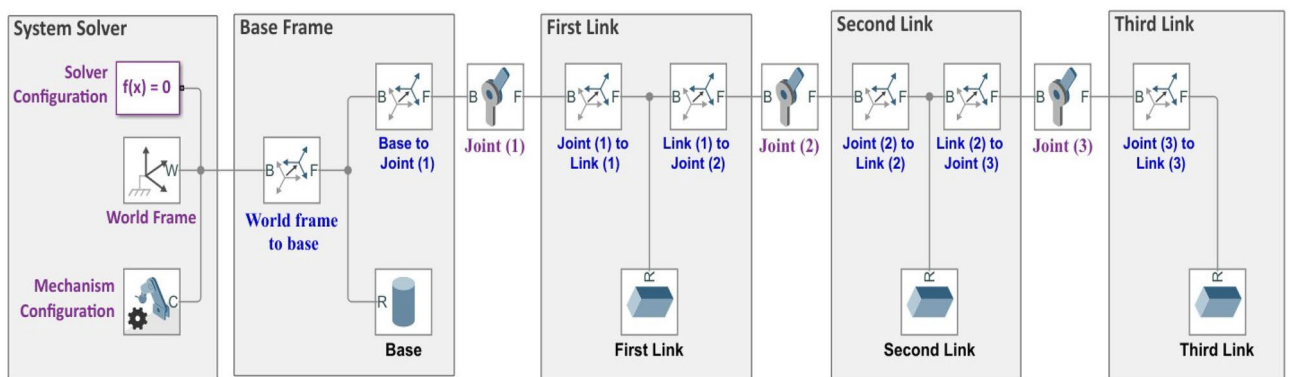 System Solver
Solver
Configuration
f(x) = 0
W
World Frame
Mechanism
Configuration
C
Base Frame
B F
World frame
to base
B F
Base to
Joint (1)
R
Base
B F
Joint (1)
First Link
B F
Joint (1) to
Link (1)
B F
Link (1) to
Joint (2)
R
First Link
B F
Joint (2)
Second Link
B F
Joint (2) to
Link (2)
B F
Link (2) to
Joint (3)
R
Second Link
B F
Joint (3)
Third Link
B F
Joint (3) to
Link (3)
R
Third Link